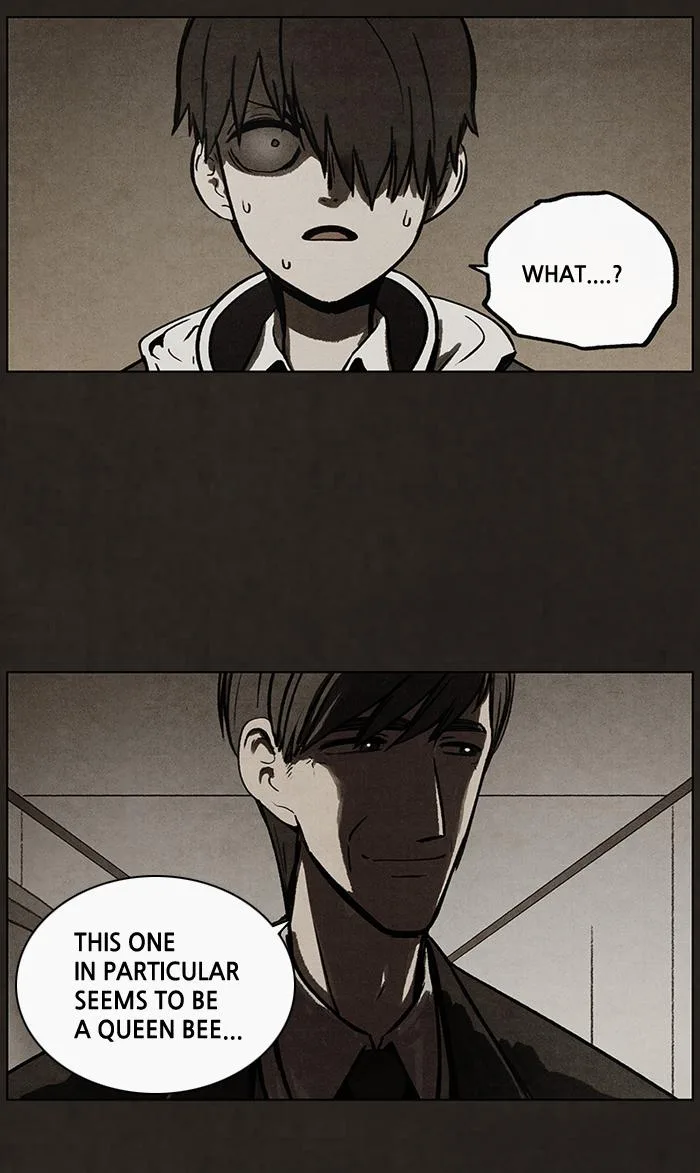 WHAT....?
THIS ONE
IN PARTICULAR
SEEMS TO BE
A QUEEN BEE...